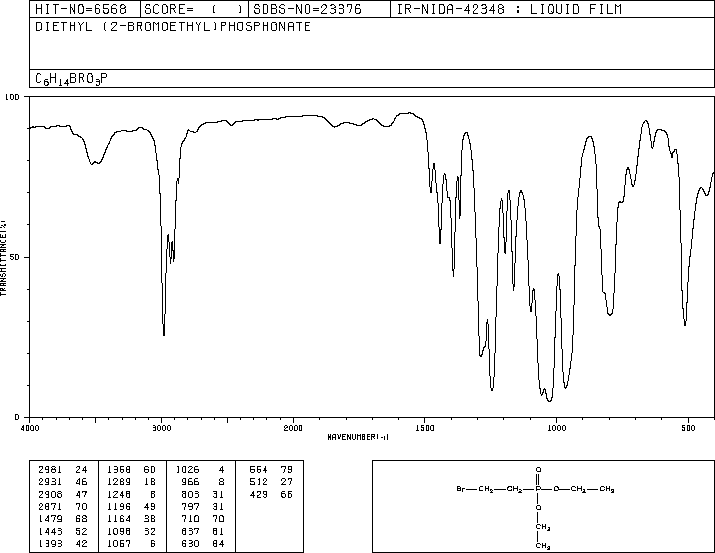 HIT-NO=6568 SCORE= ( ) SDBS-NO=23376 IR-NIDA-42348 : LIQUID FILM
DIETHYL (2-BROMOETHYL)PHOSPHONATE
C6H14BRO3P
100
50
0
TRANSMITTANCE(%)
4000 3000 2000 1500 1000 500
WAVENUMBER(-1)
2981 24 1368 60 1026 4 564 79
2931 46 1289 18 966 8 512 27
2908 47 1248 8 803 31 429 66
2871 70 1196 49 797 31
1479 68 1164 38 710 70
1443 52 1098 32 81
1393 42 1057 6 630 84
O
Br—CH2—CH2—P—O—CH2—CH3
O
CH2
CH3